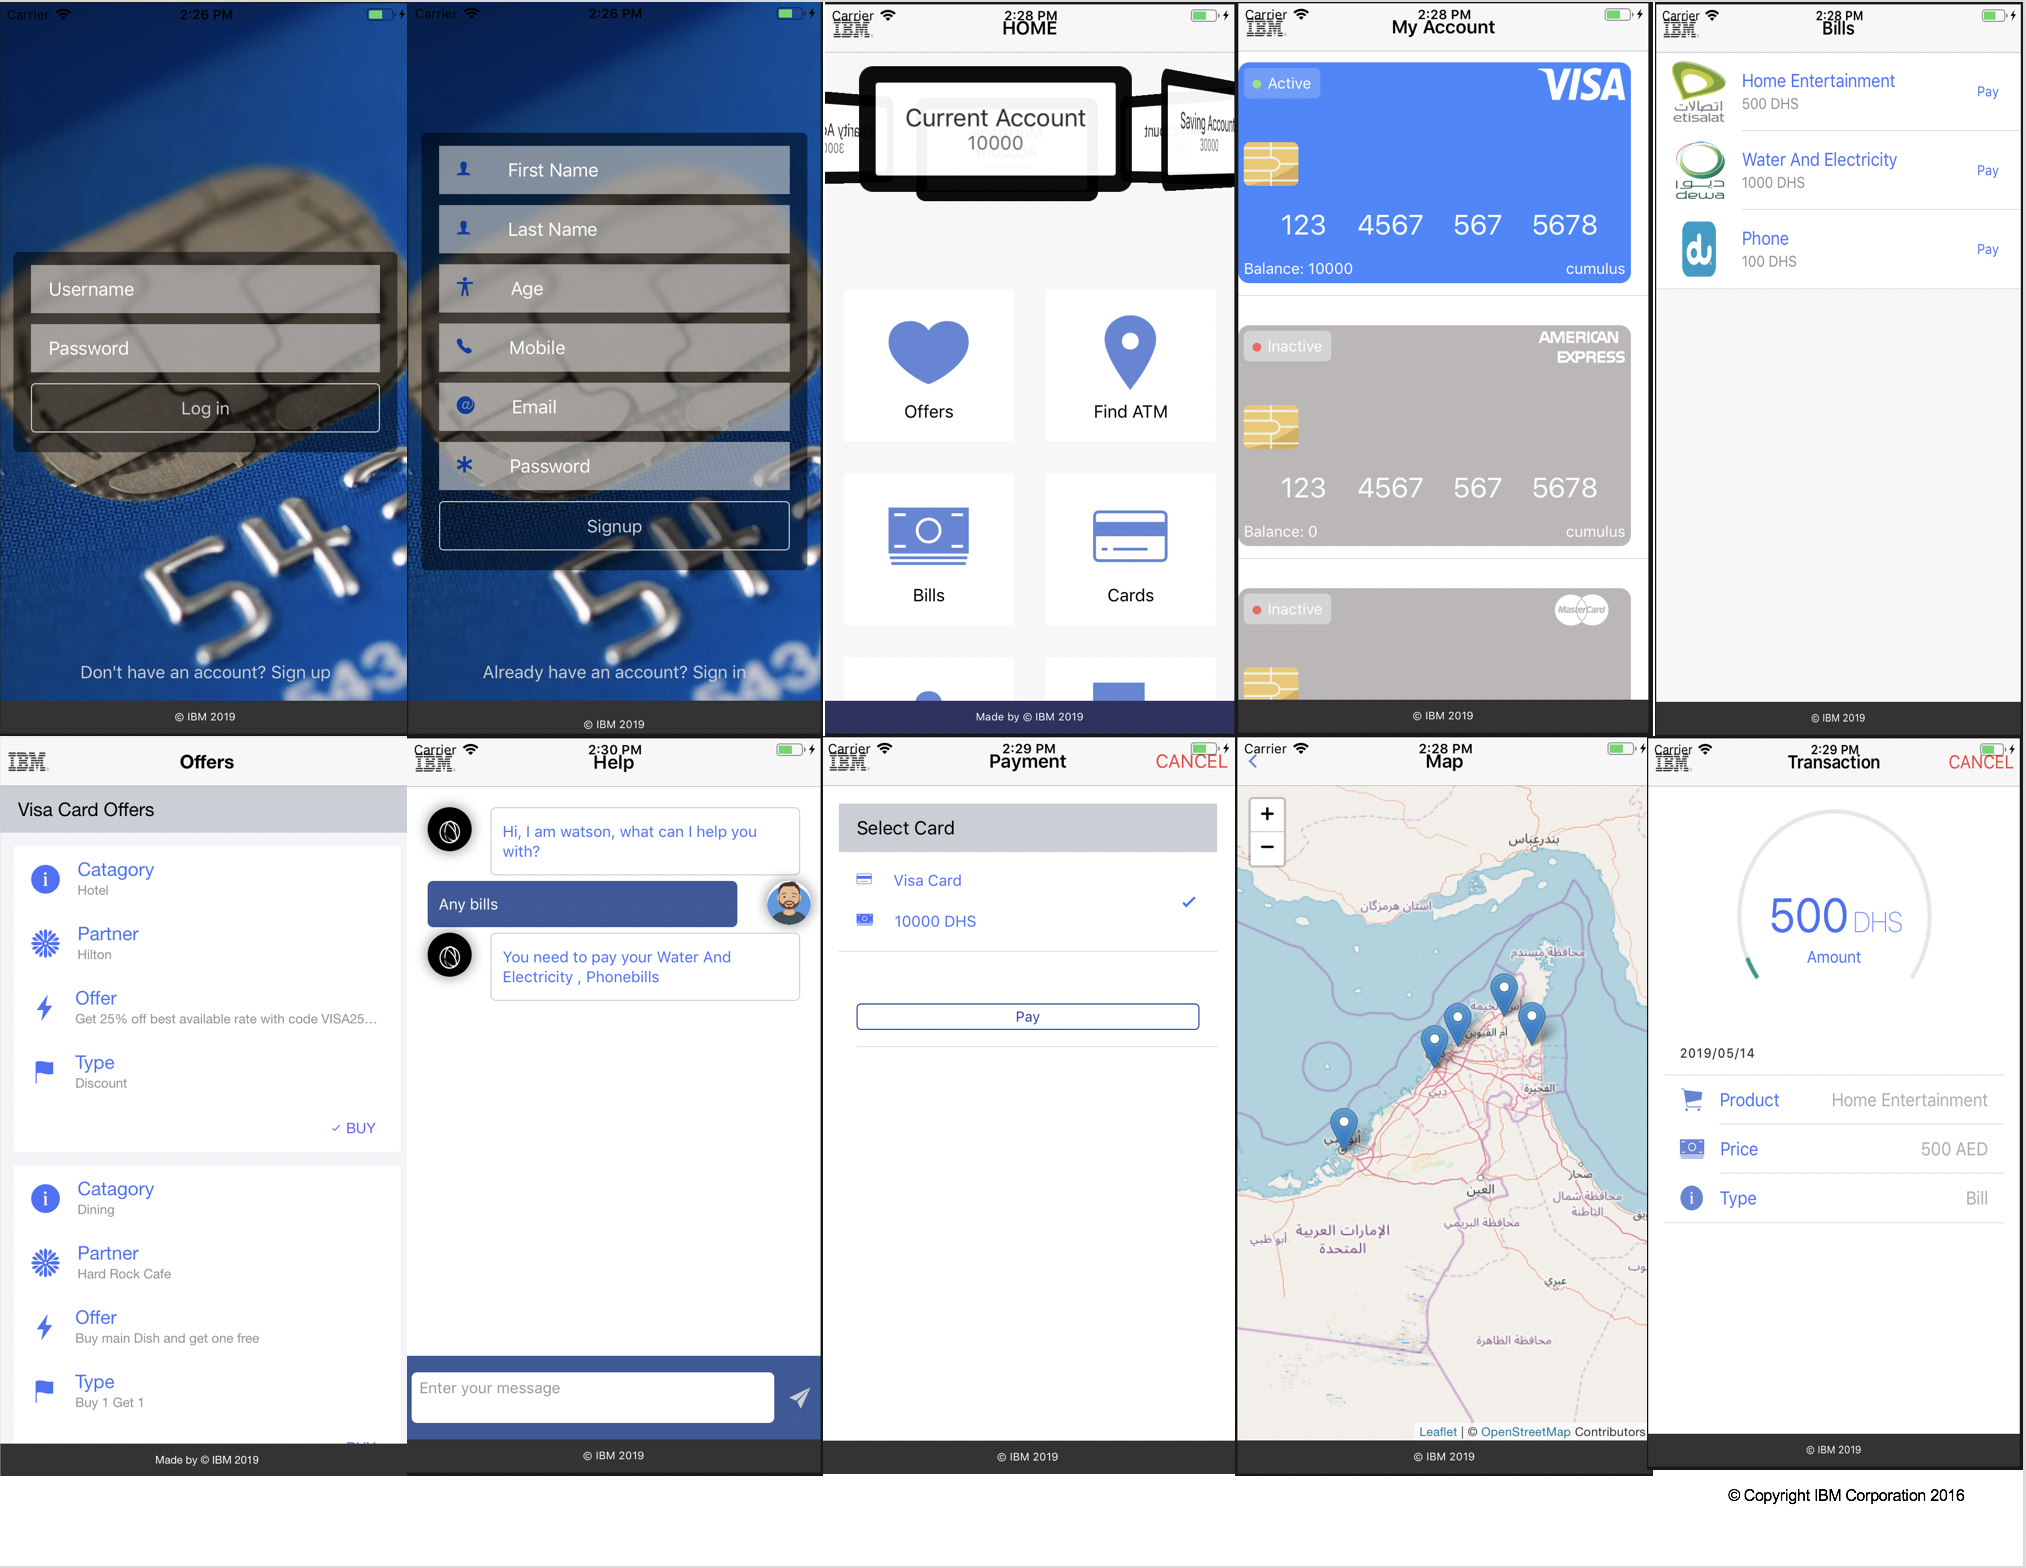 Carrier 2:26 PM
Username
Password
Log in
Don't have an account? Sign up
© IBM 2019
Carrier 2:26 PM
First Name
Last Name
Age
Mobile
Email
Password
Signup
Already have an account? Sign in
© IBM 2019
Carrier 2:28 PM
IBM HOME
Current Account
10000
Saving Account
30000
Offers
Find ATM
Bills
Cards
Made by © IBM 2019
Carrier 2:28 PM
IBM My Account
Active VISA
123 4567 567 5678
Balance: 10000 cumulus
Inactive AMERICAN
EXPRESS
123 4567 567 5678
Balance: 0 cumulus
Inactive MasterCard
© IBM 2019
Carrier 2:28 PM
IBM Bills
اتصالات
etisalat
Home Entertainment
500 DHS
Pay
ديوا
dewa
Water And Electricity
1000 DHS
Pay
du
Phone
100 DHS
Pay
© IBM 2019
IBM Offers
Visa Card Offers
Catagory
Hotel
Partner
Hilton
Offer
Get 25% off best available rate with code VISA25...
Type
Discount
BUY
Catagory
Dining
Partner
Hard Rock Cafe
Offer
Buy main Dish and get one free
Type
Buy 1 Get 1
Made by © IBM 2019
Carrier 2:30 PM
IBM Help
Hi, I am watson, what can I help you
with?
Any bills
You need to pay your Water And
Electricity , Phonebills
Enter your message
© IBM 2019
Carrier 2:29 PM
IBM Payment CANCEL
Select Card
Visa Card
10000 DHS
Pay
© IBM 2019
Carrier 2:28 PM
Map
+
−
بندرعباس
استان هرمزگان
محافظة مسندم
أم القيوين
دبي
الفجيرة
صحار
العين
محافظة شمال
الباطنة
محافظة البريمي
الإمارات العربية
المتحدة
أبو ظبي
عبري
محافظة الظاهرة
Leaflet | © OpenStreetMap Contributors
© IBM 2019
Carrier 2:29 PM
IBM Transaction CANCEL
500 DHS
Amount
2019/05/14
Product Home Entertainment
Price 500 AED
Type Bill
© IBM 2019
© Copyright IBM Corporation 2016